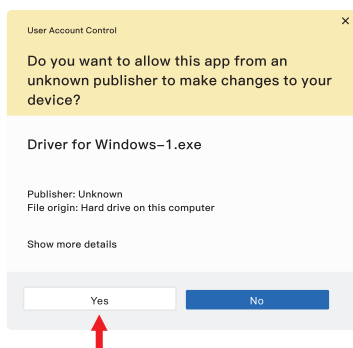 User Account Control
Do you want to allow this app from an
unknown publisher to make changes to your
device?
Driver for Windows-1.exe
Publisher: Unknown
File origin: Hard drive on this computer
Show more details
Yes
No